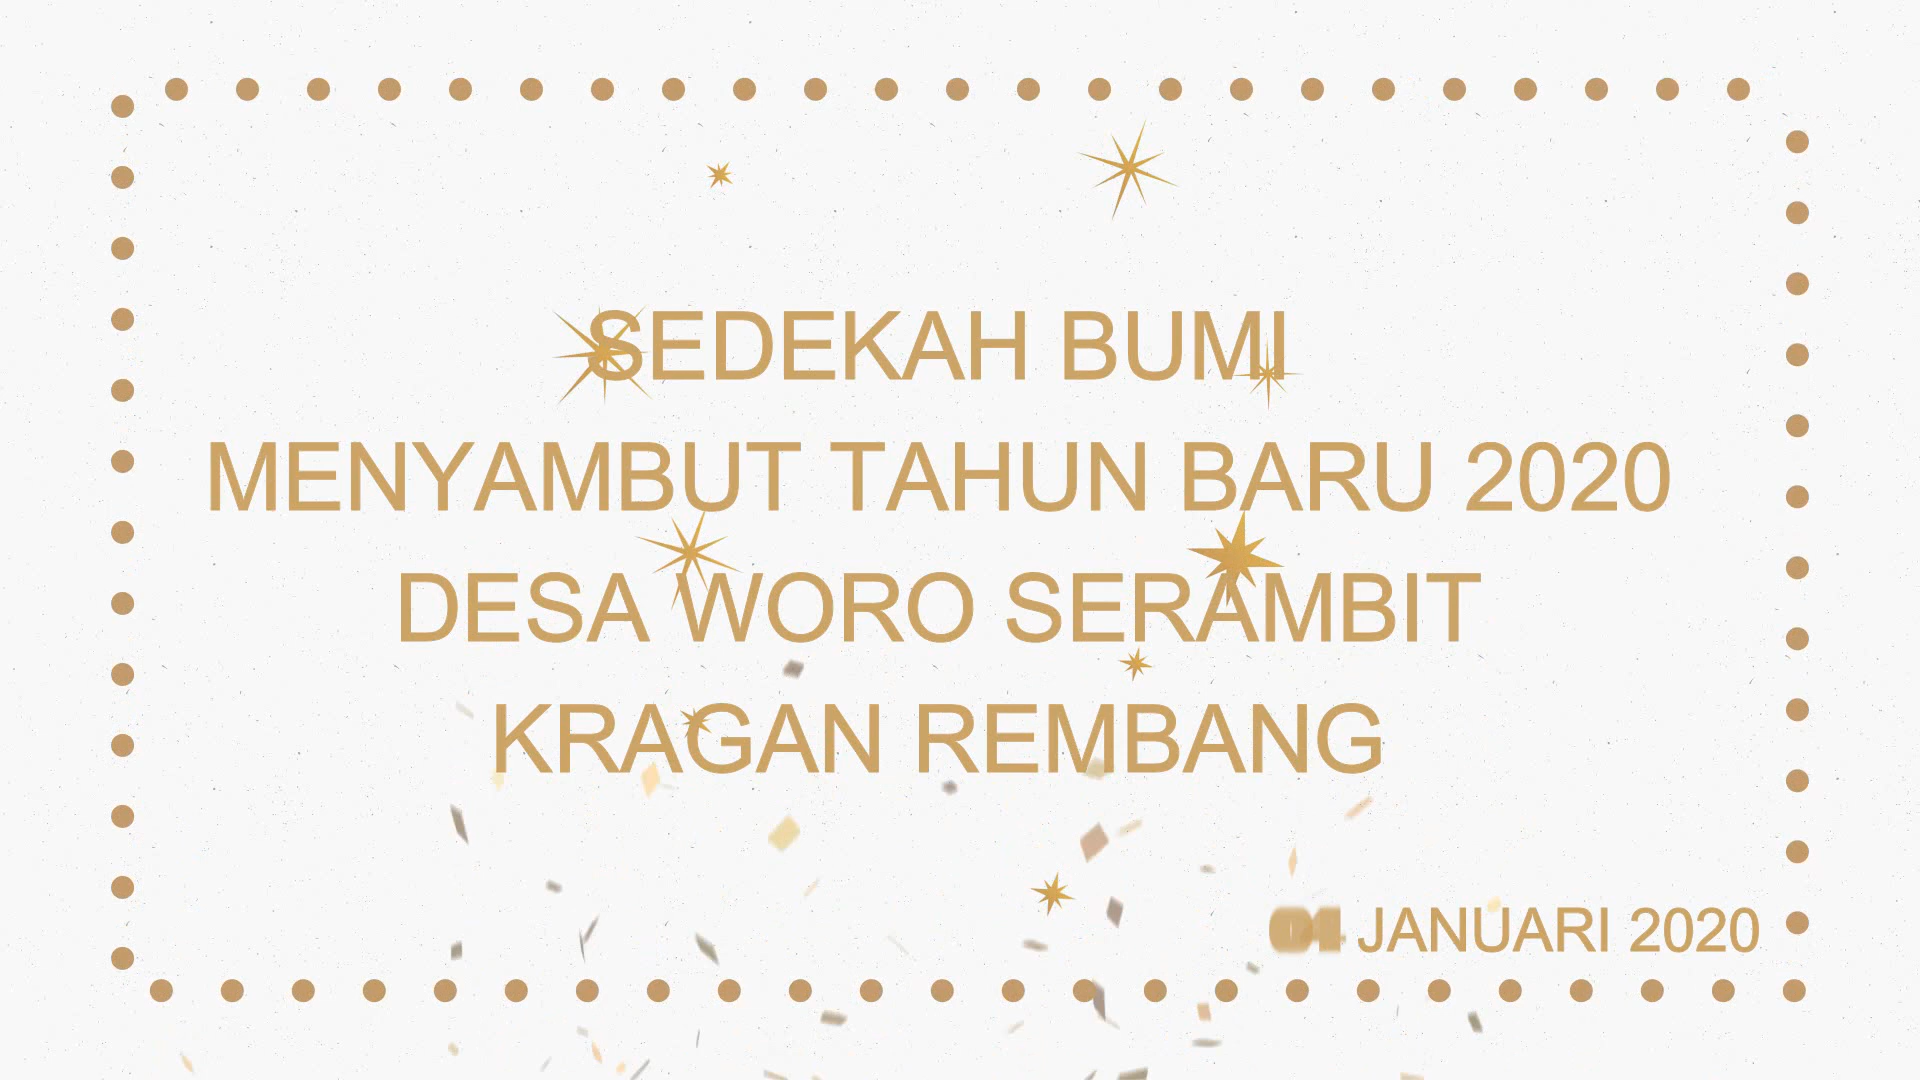 SEDEKAH BUMI
MENYAMBUT TAHUN BARU 2020
DESA WORO SERAMBIT
KRAGAN REMBANG
JANUARI 2020